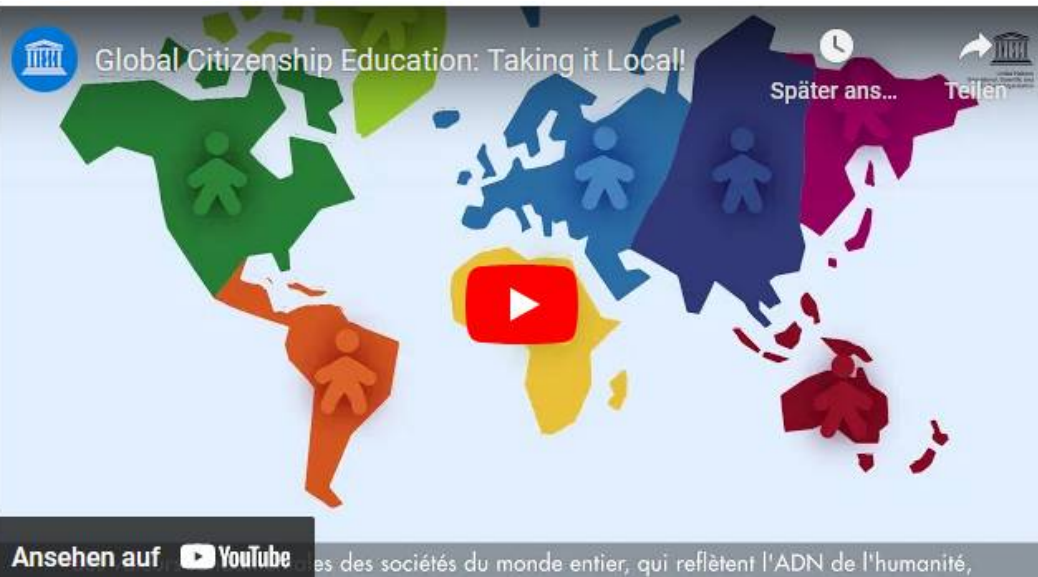 Global Citizenship Education: Taking it Local!
Später ans...
Teilen
Ansehen auf YouTube
les des sociétés du monde entier, qui reflètent l'ADN de l'humanité,